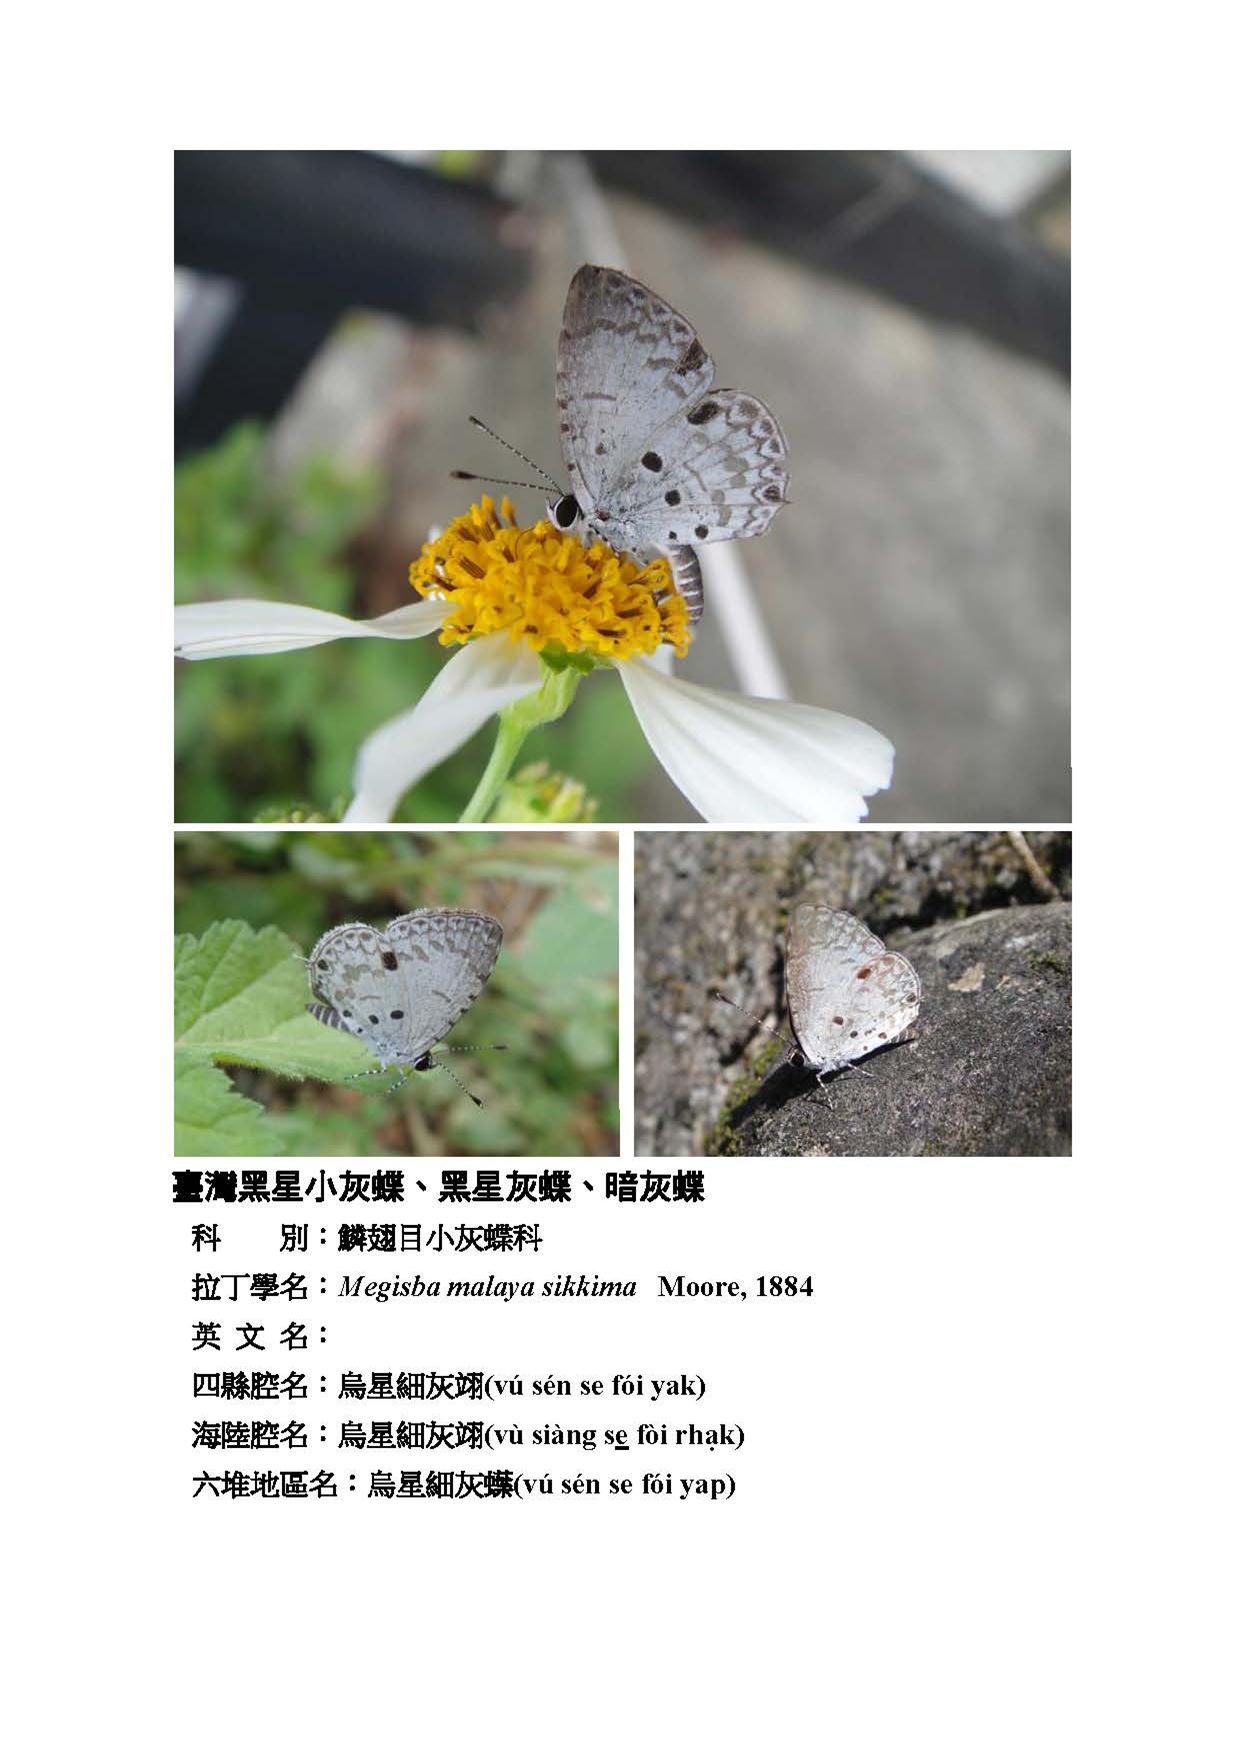 臺灣黑星小灰蝶、黑星灰蝶、暗灰蝶
科　　別：鱗翅目小灰蝶科
拉丁學名：Megisba malaya sikkima Moore, 1884
英 文 名：
四縣腔名：烏星細灰翊(vú sén se fói yak)
海陸腔名：烏星細灰翊(vù siàng se fòi rhaḳ)
六堆地區名：烏星細灰蝶(vú sén se fói yap)